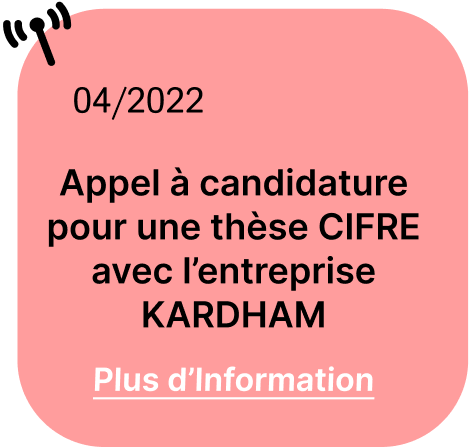 04/2022
Appel à candidature
pour une thèse CIFRE
avec l’entreprise
KARDHAM
Plus d’Information